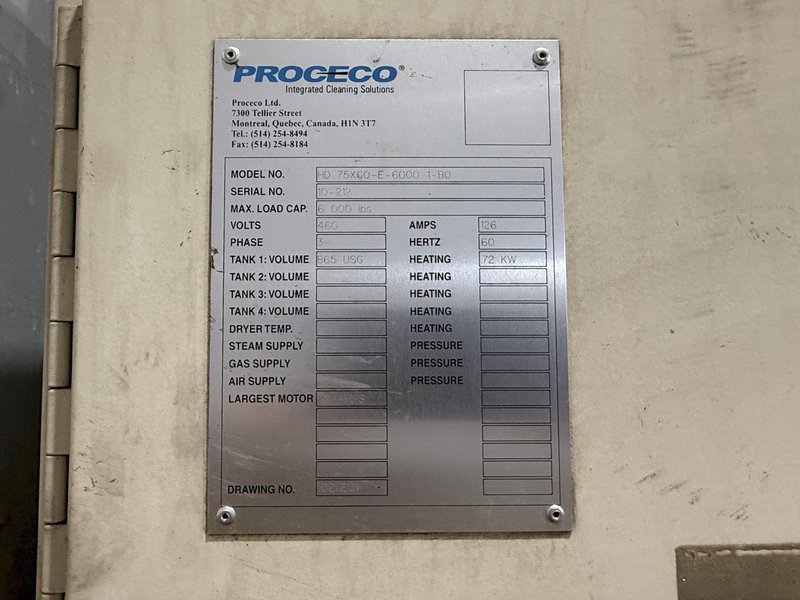 PROCECO®
Integrated Cleaning Solutions
Proceco Ltd.
7300 Tellier Street
Montreal, Quebec, Canada, H1N 3T7
Tel.: (514) 254-8494
Fax: (514) 254-8184
MODEL NO. HD 75X60-E-6000-1-BO
SERIAL NO. 10-212
MAX. LOAD CAP. 6 000 lbs
VOLTS 460 AMPS 126
PHASE 3 HERTZ 60
TANK 1: VOLUME 865 USG HEATING 72 KW
TANK 2: VOLUME HEATING
TANK 3: VOLUME HEATING
TANK 4: VOLUME HEATING
DRYER TEMP. HEATING
STEAM SUPPLY PRESSURE
GAS SUPPLY PRESSURE
AIR SUPPLY PRESSURE
LARGEST MOTOR
DRAWING NO.